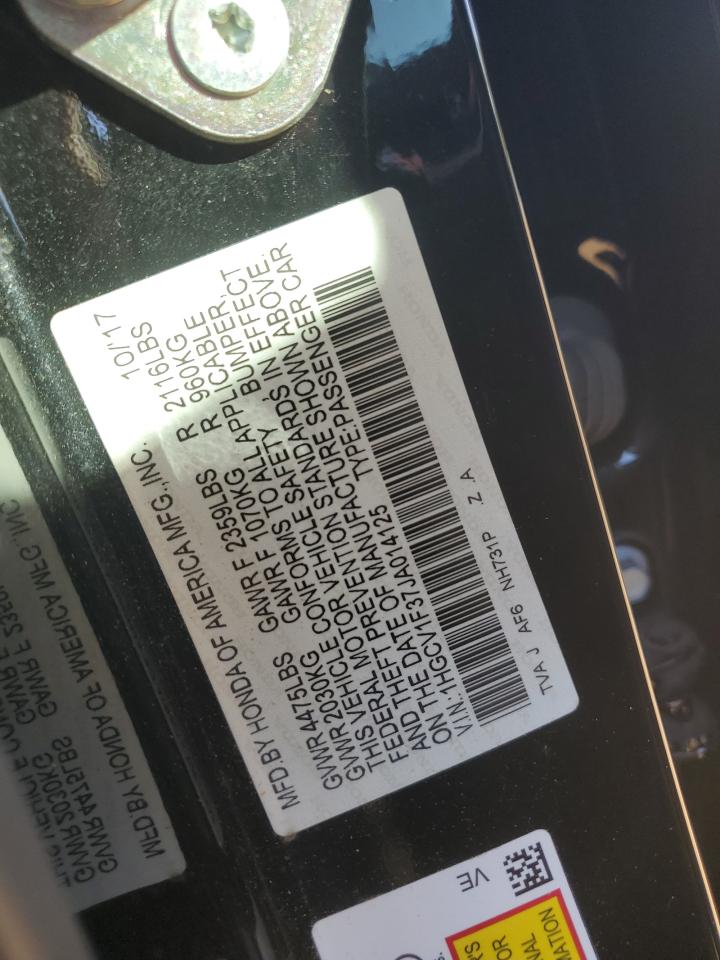 MFD.BY HONDA OF AMERICA MFG.,INC. 10/17
GVWR 4475LBS GAWR F 2359LBS R 2116LBS
GVWR 2030KG GAWR F 1070KG R 960KG
THIS VEHICLE CONFORMS TO ALL APPLICABLE
FEDERAL MOTOR VEHICLE SAFETY BUMPER,
AND THEFT PREVENTION STANDARDS IN EFFECT
ON THE DATE OF MANUFACTURE SHOWN ABOVE.
V.I.N.:1HGCV1F37JA014125 TYPE:PASSENGER CAR
TVA J AF6 NH731P Z A
VE